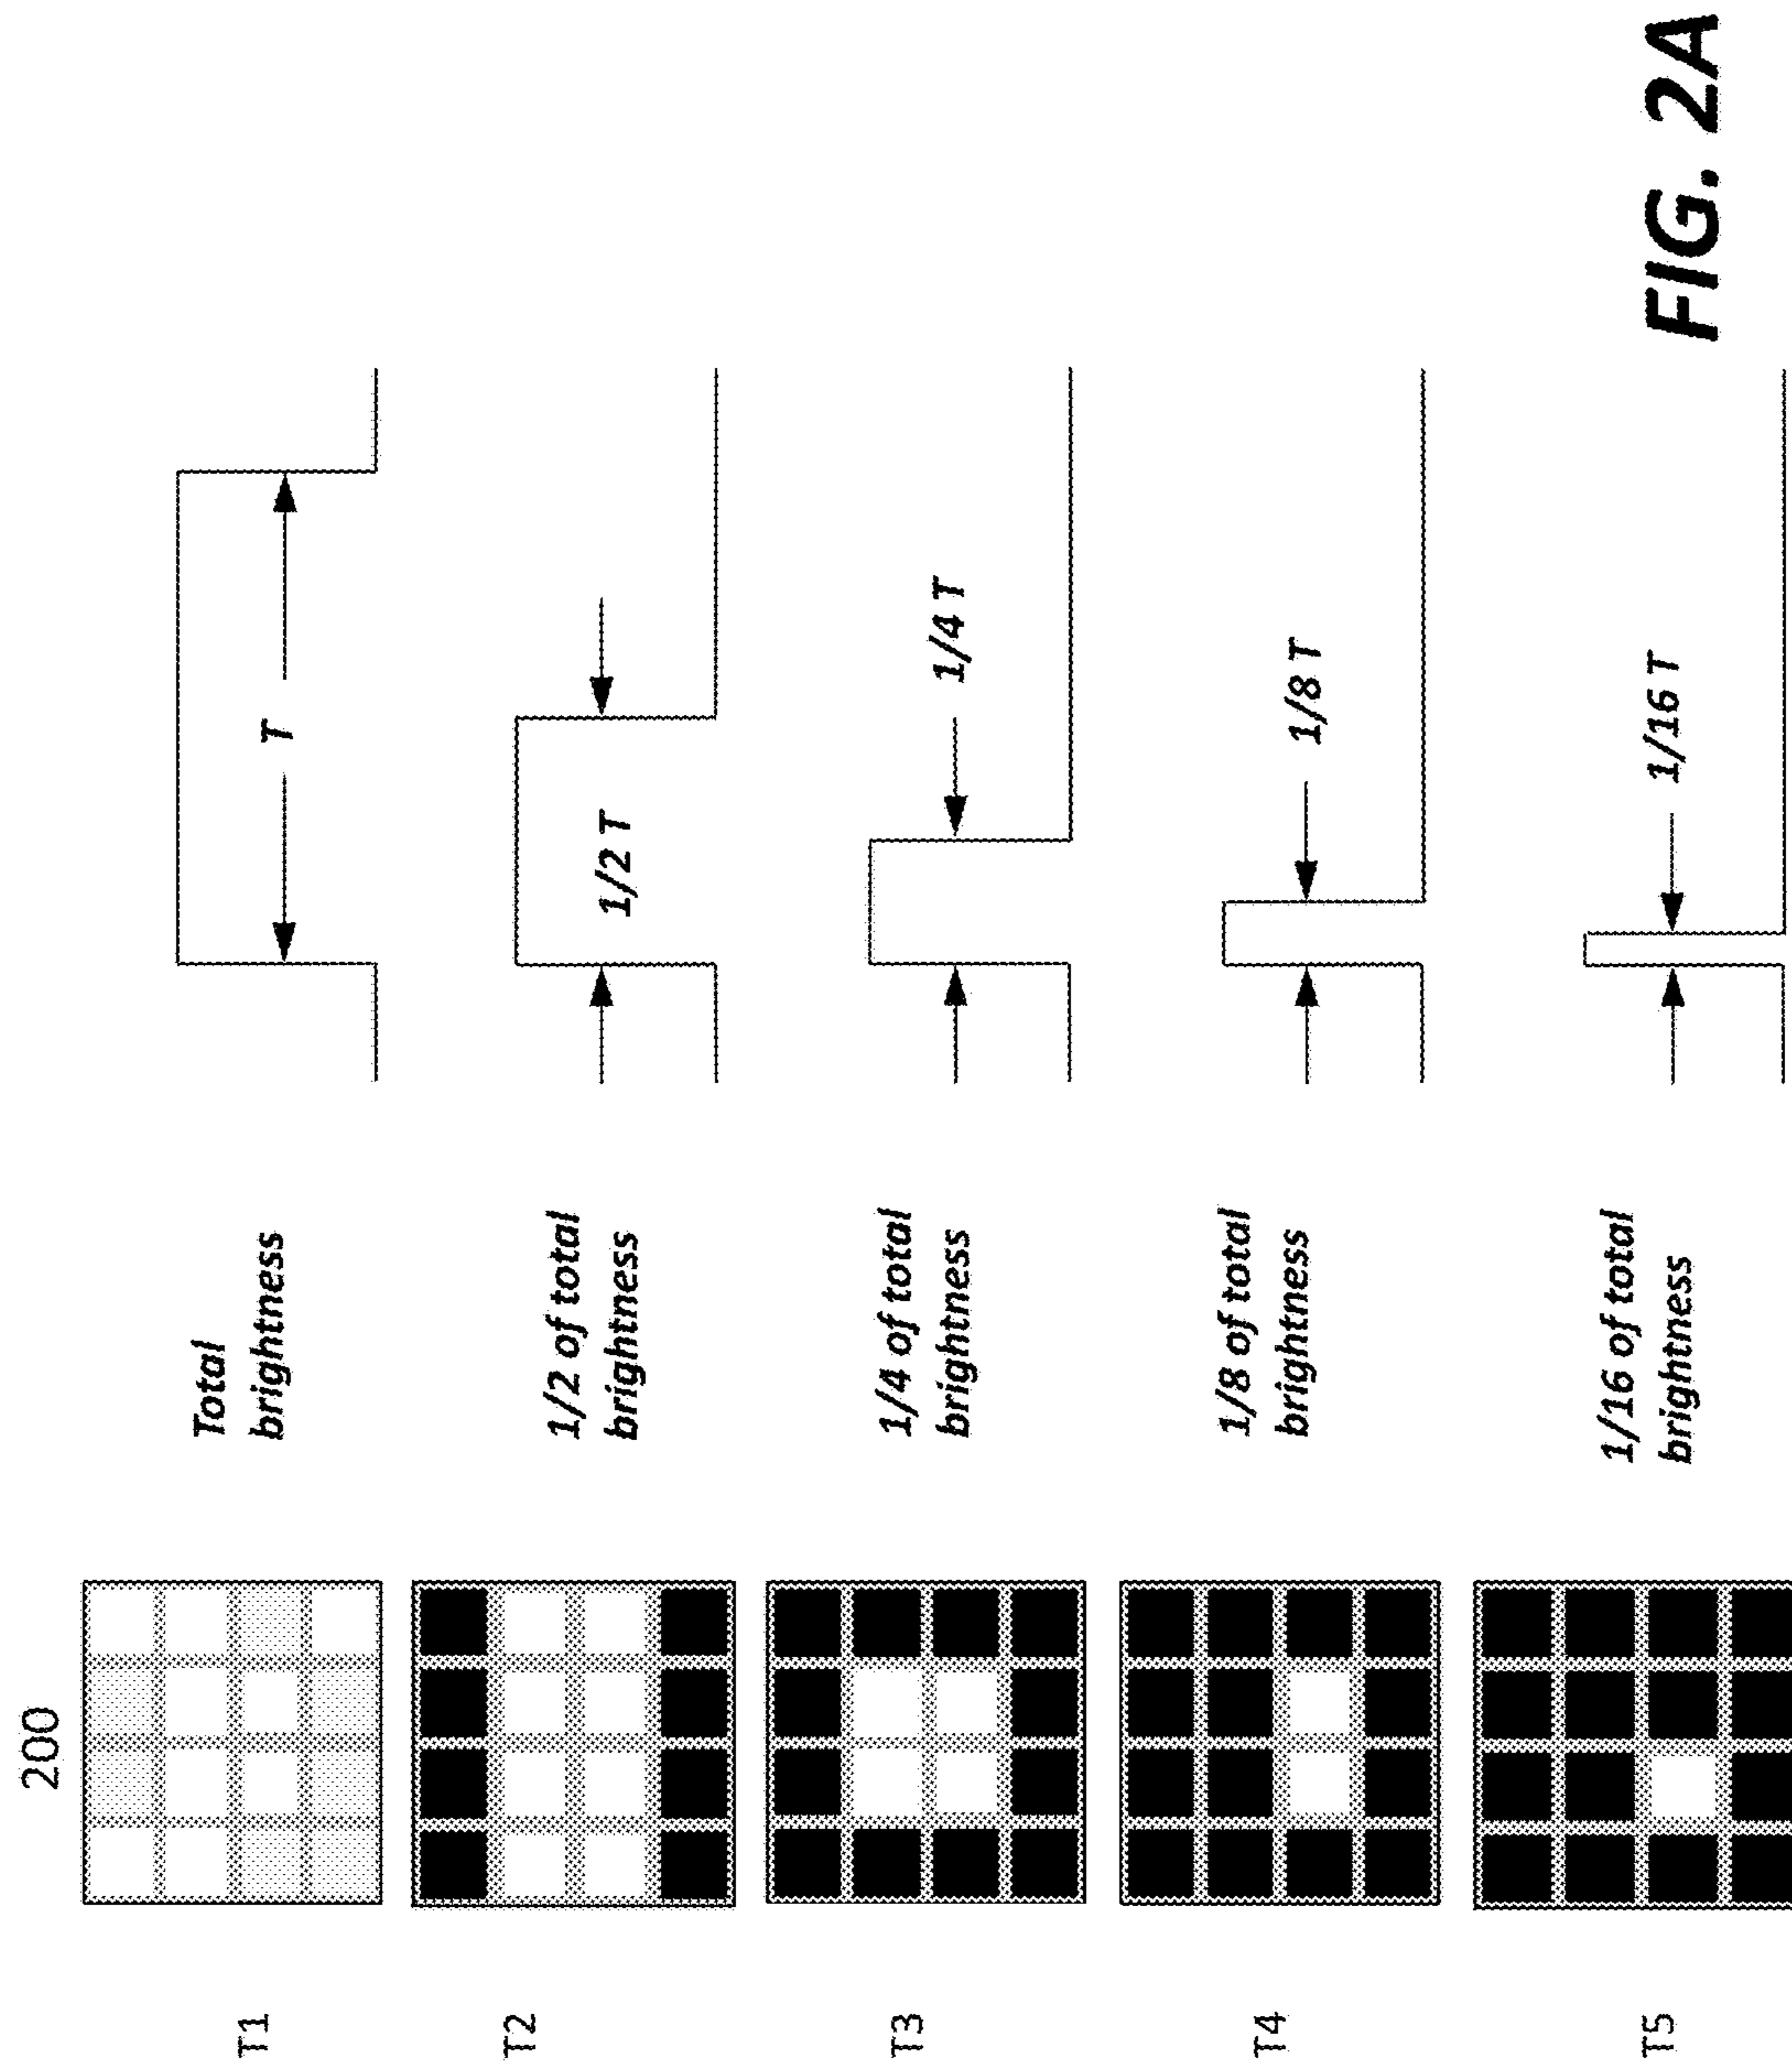 200
T1
Total
brightness
T
T2
1/2 of total
brightness
1/2 T
T3
1/4 of total
brightness
1/4 T
T4
1/8 of total
brightness
1/8 T
T5
1/16 of total
brightness
1/16 T
FIG. 2A